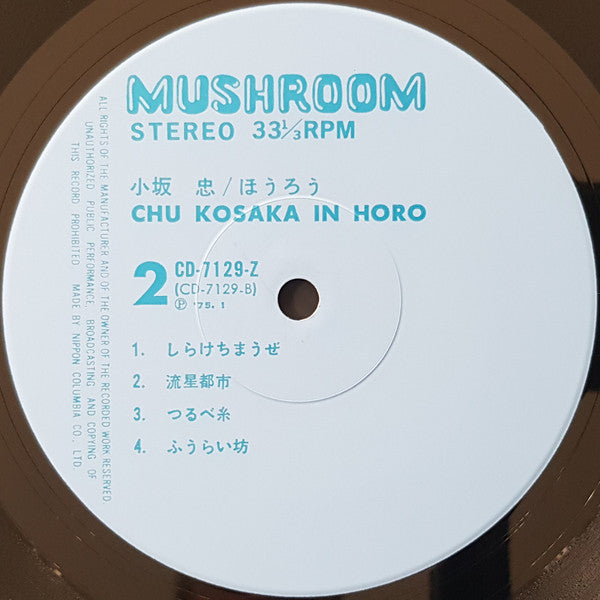 MUSHROOM
STEREO 33⅓RPM
小坂 忠/ほうろう
CHU KOSAKA IN HORO
2
CD-7129-Z
(CD-7129-B)
Ⓟ '75. 1
1. しらけちまうぜ
2. 流星都市
3. つるべ糸
4. ふうらい坊
ALL RIGHTS OF THE MANUFACTURER AND OF THE OWNER OF THE RECORDED WORK RESERVED.
UNAUTHORIZED PUBLIC PERFORMANCE, BROADCASTING AND COPYING OF
THIS RECORD PROHIBITED MADE BY NIPPON COLUMBIA CO., LTD.